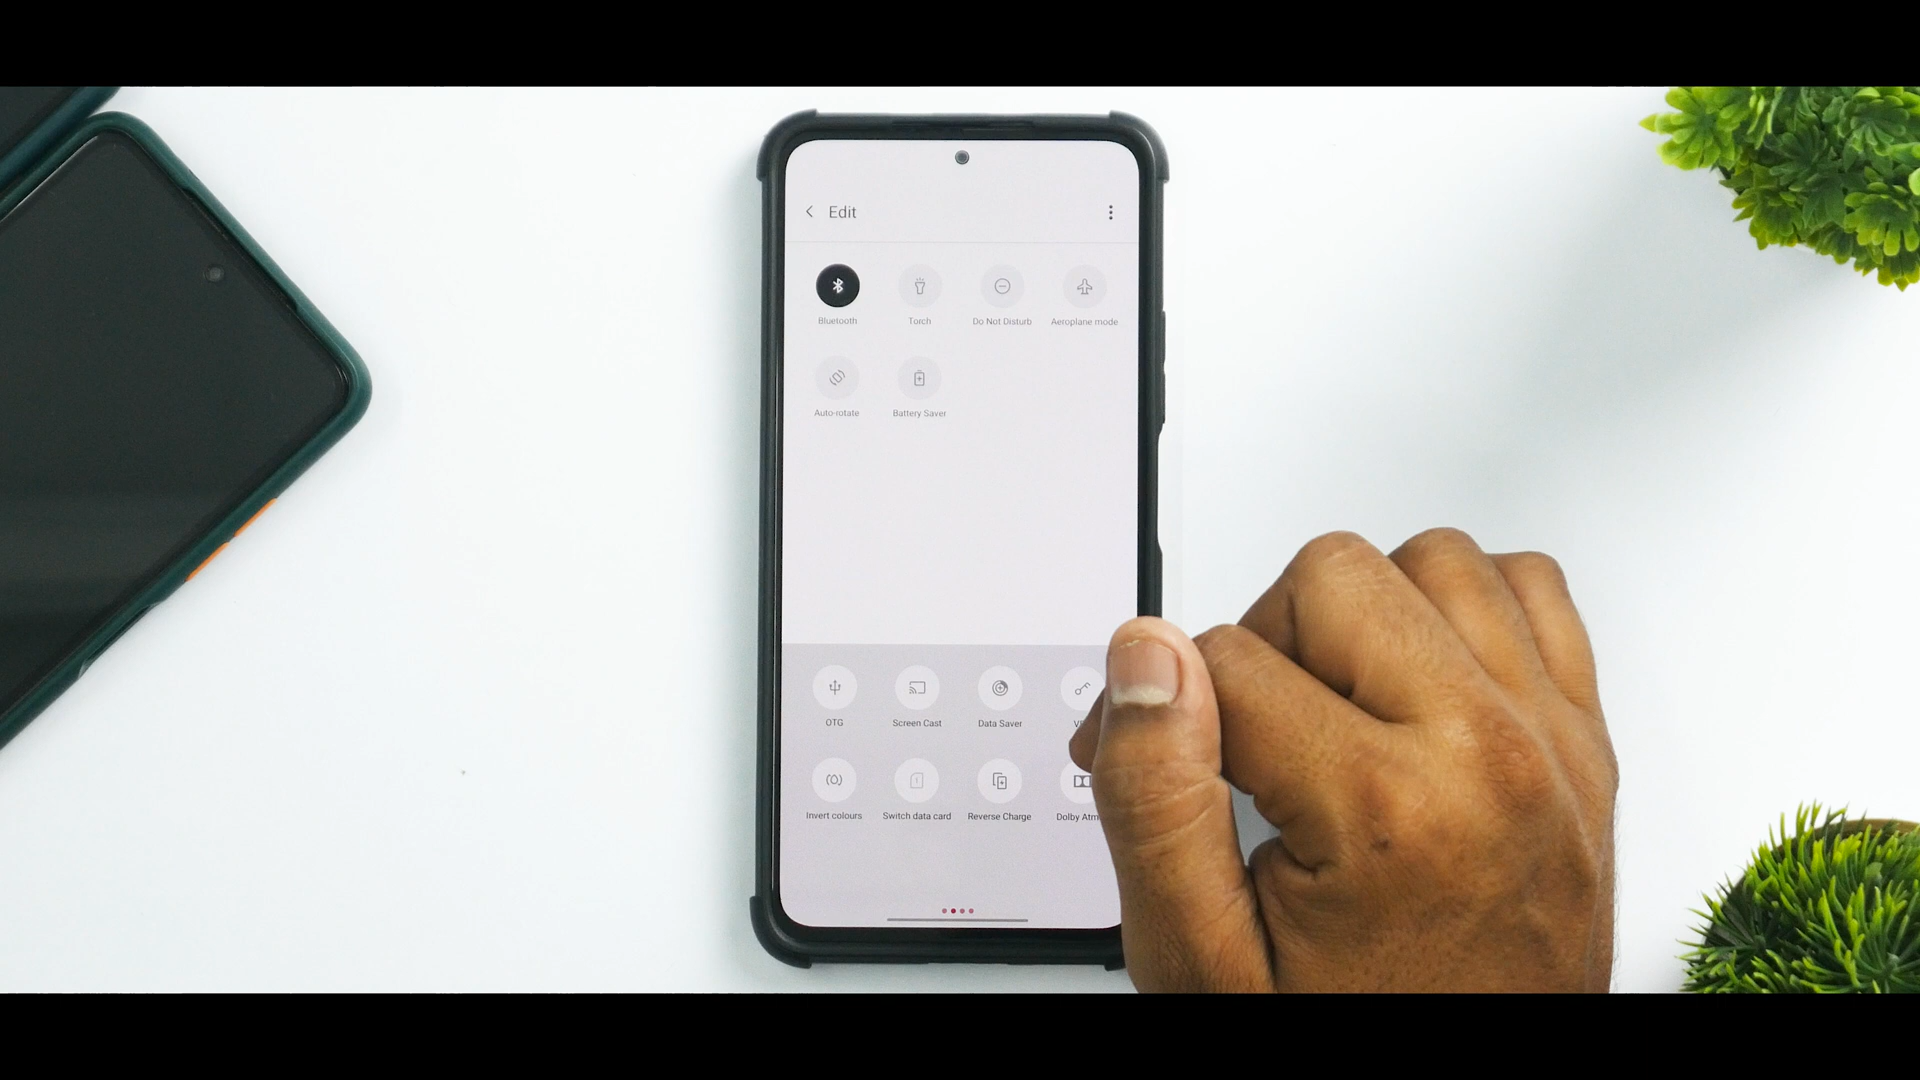 Edit
Bluetooth Torch Do Not Disturb Aeroplane mode
Auto-rotate Battery Saver
OTG Screen Cast Data Saver
Invert colours Switch data card Reverse Charge Dolby